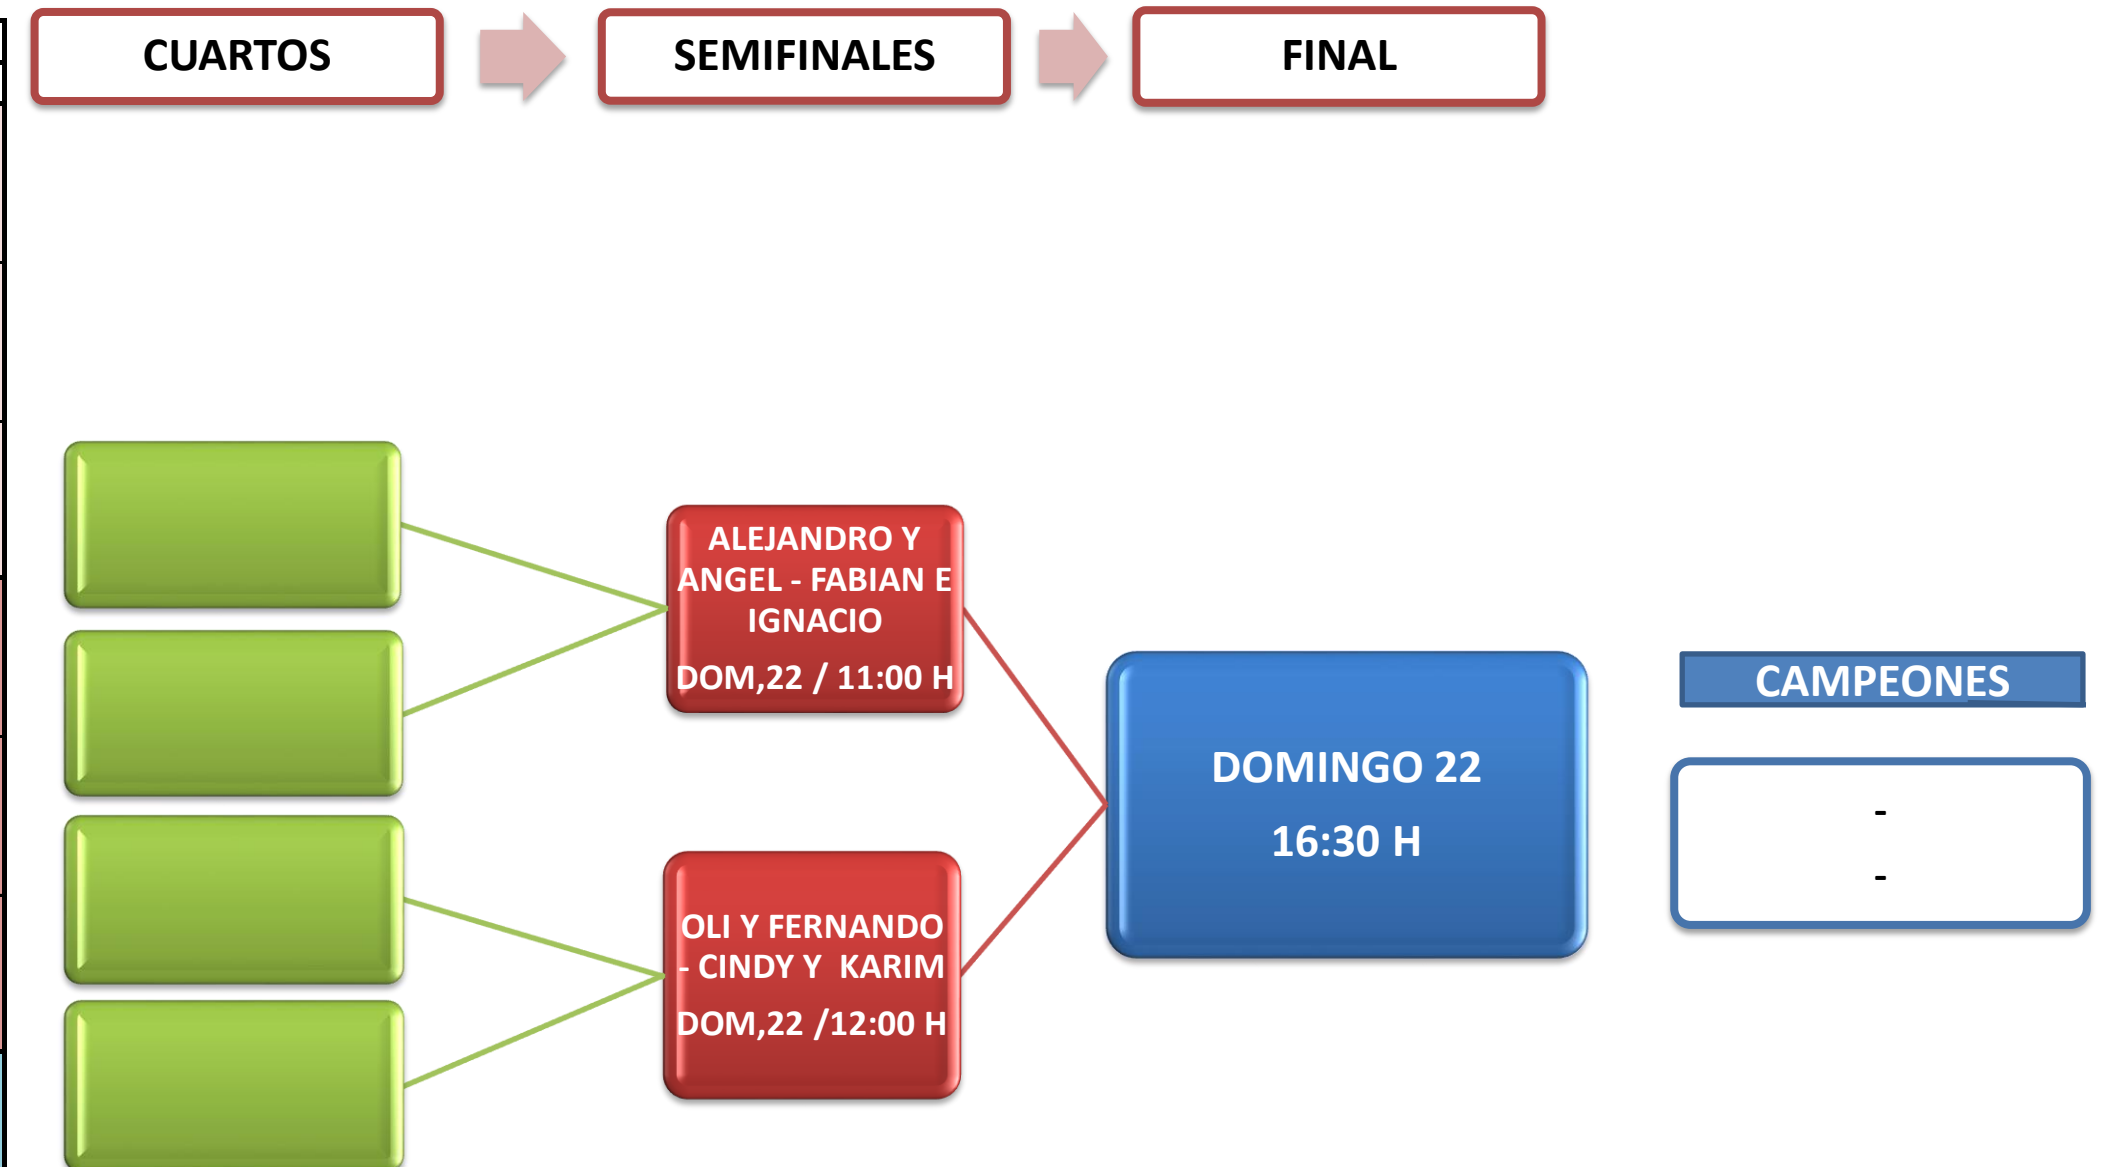 CUARTOS
SEMIFINALES
FINAL
ALEJANDRO Y
ANGEL - FABIAN E
IGNACIO
DOM,22 / 11:00 H
OLI Y FERNANDO
- CINDY Y  KARIM
DOM,22 /12:00 H
DOMINGO 22
16:30 H
CAMPEONES
-
-